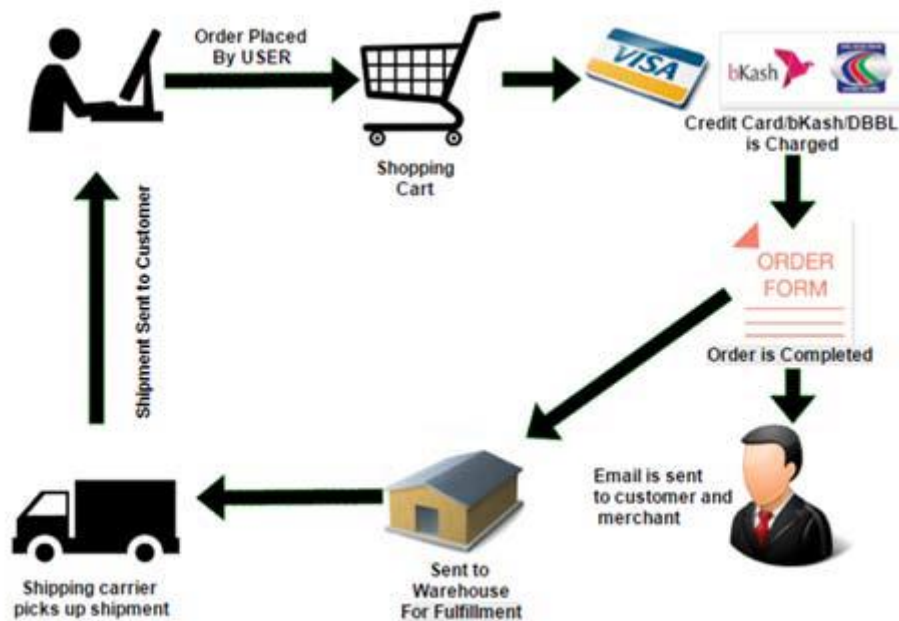 Order Placed
By USER
VISA
bKash
Credit Card/bKash/DBBL
is Charged
Shopping
Cart
Shipment Sent to Customer
ORDER
FORM
Order is Completed
Email is sent
to customer and
merchant
Sent to
Warehouse
For Fulfillment
Shipping carrier
picks up shipment